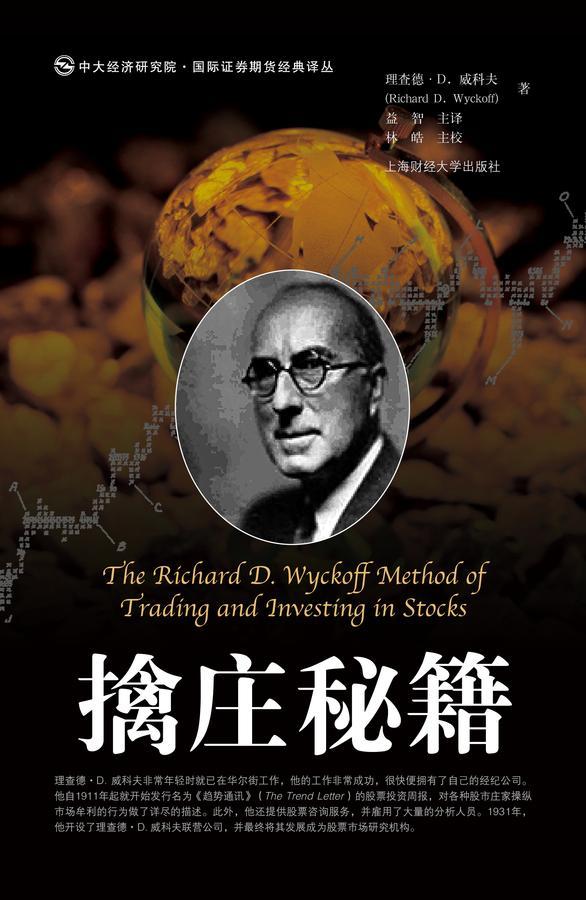 中大经济研究院·国际证券期货经典译丛
理查德·D. 威科夫
(Richard D. Wyckoff)
著
益 智 主译
林 皓 主校
上海财经大学出版社
O
K
N
M
A
B
C
J
The Richard D. Wyckoff Method of
Trading and Investing in Stocks
擒庄秘籍
理查德·D. 威科夫非常年轻时就已在华尔街工作，他的工作非常成功，很快便拥有了自己的经纪公司。
他自1911年起就开始发行名为《趋势通讯》（The Trend Letter）的股票投资周报，对各种股市庄家操纵
市场牟利的行为做了详尽的描述。此外，他还提供股票咨询服务，并雇用了大量的分析人员。1931年，
他开设了理查德·D. 威科夫联营公司，并最终将其发展成为股票市场研究机构。